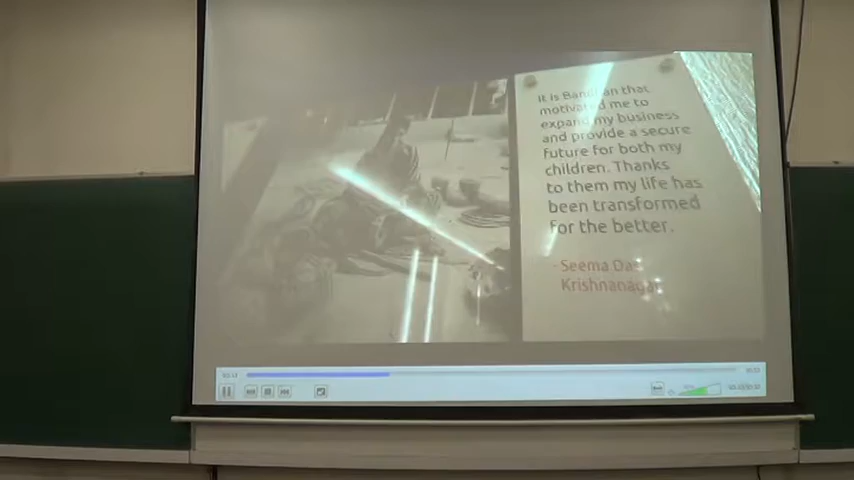 It is Bandhan that
motivated me to
expand my business
and provide a secure
future for both my
children. Thanks
to them my life has
been transformed
for the better.
- Seema Das
Krishnanagar